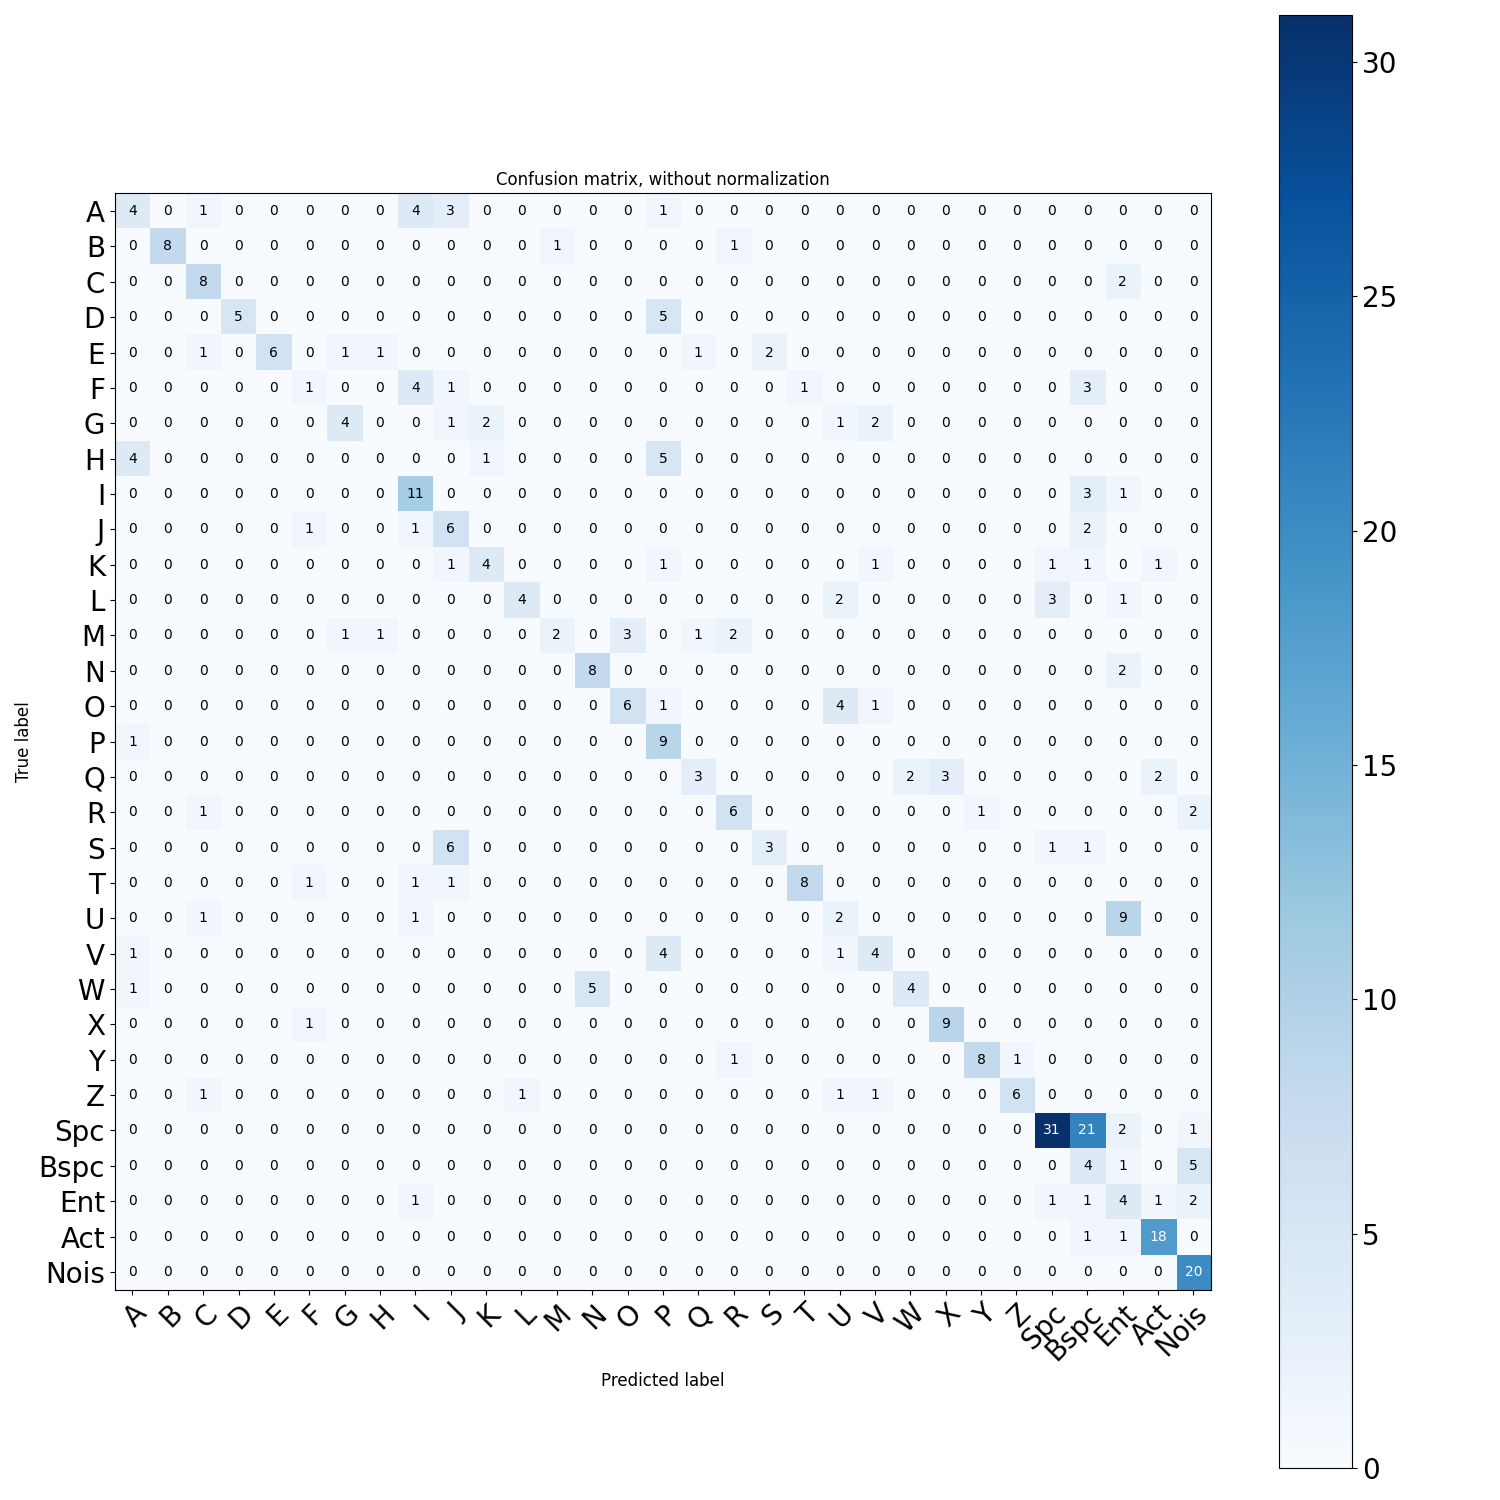 Confusion matrix, without normalization
A 4 0 1 0 0 0 0 0 4 3 0 0 0 0 0 1 0 0 0 0 0 0 0 0 0 0 0 0 0 0 0
B 0 8 0 0 0 0 0 0 0 0 0 0 1 0 0 0 0 1 0 0 0 0 0 0 0 0 0 0 0 0 0
C 0 0 8 0 0 0 0 0 0 0 0 0 0 0 0 0 0 0 0 0 0 0 0 0 0 0 0 0 2 0 0
D 0 0 0 5 0 0 0 0 0 0 0 0 0 0 0 5 0 0 0 0 0 0 0 0 0 0 0 0 0 0 0
E 0 0 1 0 6 0 1 1 0 0 0 0 0 0 0 0 1 0 2 0 0 0 0 0 0 0 0 0 0 0 0
F 0 0 0 0 0 1 0 0 4 1 0 0 0 0 0 0 0 0 0 1 0 0 0 0 0 0 0 3 0 0 0
G 0 0 0 0 0 0 4 0 0 1 2 0 0 0 0 0 0 0 0 0 1 2 0 0 0 0 0 0 0 0 0
H 4 0 0 0 0 0 0 0 0 0 1 0 0 0 0 5 0 0 0 0 0 0 0 0 0 0 0 0 0 0 0
I 0 0 0 0 0 0 0 0 11 0 0 0 0 0 0 0 0 0 0 0 0 0 0 0 0 0 0 3 1 0 0
J 0 0 0 0 0 1 0 0 1 6 0 0 0 0 0 0 0 0 0 0 0 0 0 0 0 0 0 2 0 0 0
K 0 0 0 0 0 0 0 0 0 1 4 0 0 0 0 1 0 0 0 0 0 1 0 0 0 0 1 1 0 1 0
L 0 0 0 0 0 0 0 0 0 0 0 4 0 0 0 0 0 0 0 0 2 0 0 0 0 0 3 0 1 0 0
M 0 0 0 0 0 0 1 1 0 0 0 0 2 0 3 0 1 2 0 0 0 0 0 0 0 0 0 0 0 0 0
N 0 0 0 0 0 0 0 0 0 0 0 0 0 8 0 0 0 0 0 0 0 0 0 0 0 0 0 0 2 0 0
O 0 0 0 0 0 0 0 0 0 0 0 0 0 0 6 1 0 0 0 0 4 1 0 0 0 0 0 0 0 0 0
P 1 0 0 0 0 0 0 0 0 0 0 0 0 0 0 9 0 0 0 0 0 0 0 0 0 0 0 0 0 0 0
Q 0 0 0 0 0 0 0 0 0 0 0 0 0 0 0 0 3 0 0 0 0 0 2 3 0 0 0 0 0 2 0
R 0 0 1 0 0 0 0 0 0 0 0 0 0 0 0 0 0 6 0 0 0 0 0 0 1 0 0 0 0 0 2
S 0 0 0 0 0 0 0 0 0 6 0 0 0 0 0 0 0 0 3 0 0 0 0 0 0 0 1 1 0 0 0
T 0 0 0 0 0 1 0 0 1 1 0 0 0 0 0 0 0 0 0 8 0 0 0 0 0 0 0 0 0 0 0
U 0 0 1 0 0 0 0 0 1 0 0 0 0 0 0 0 0 0 0 0 2 0 0 0 0 0 0 0 9 0 0
V 1 0 0 0 0 0 0 0 0 0 0 0 0 0 0 4 0 0 0 0 1 4 0 0 0 0 0 0 0 0 0
W 1 0 0 0 0 0 0 0 0 0 0 0 0 5 0 0 0 0 0 0 0 0 4 0 0 0 0 0 0 0 0
X 0 0 0 0 0 1 0 0 0 0 0 0 0 0 0 0 0 0 0 0 0 0 0 9 0 0 0 0 0 0 0
Y 0 0 0 0 0 0 0 0 0 0 0 0 0 0 0 0 0 1 0 0 0 0 0 0 8 1 0 0 0 0 0
Z 0 0 1 0 0 0 0 0 0 0 0 1 0 0 0 0 0 0 0 0 1 1 0 0 0 6 0 0 0 0 0
Spc 0 0 0 0 0 0 0 0 0 0 0 0 0 0 0 0 0 0 0 0 0 0 0 0 0 0 31 21 2 0 1
Bspc 0 0 0 0 0 0 0 0 0 0 0 0 0 0 0 0 0 0 0 0 0 0 0 0 0 0 0 4 1 0 5
Ent 0 0 0 0 0 0 0 0 1 0 0 0 0 0 0 0 0 0 0 0 0 0 0 0 0 0 1 1 4 1 2
Act 0 0 0 0 0 0 0 0 0 0 0 0 0 0 0 0 0 0 0 0 0 0 0 0 0 0 0 1 1 18 0
Nois 0 0 0 0 0 0 0 0 0 0 0 0 0 0 0 0 0 0 0 0 0 0 0 0 0 0 0 0 0 0 20
A B C D E F G H I J K L M N O P Q R S T U V W X Y Z Spc Bspc Ent Act Nois
Predicted label
True label
30
25
20
15
10
5
0